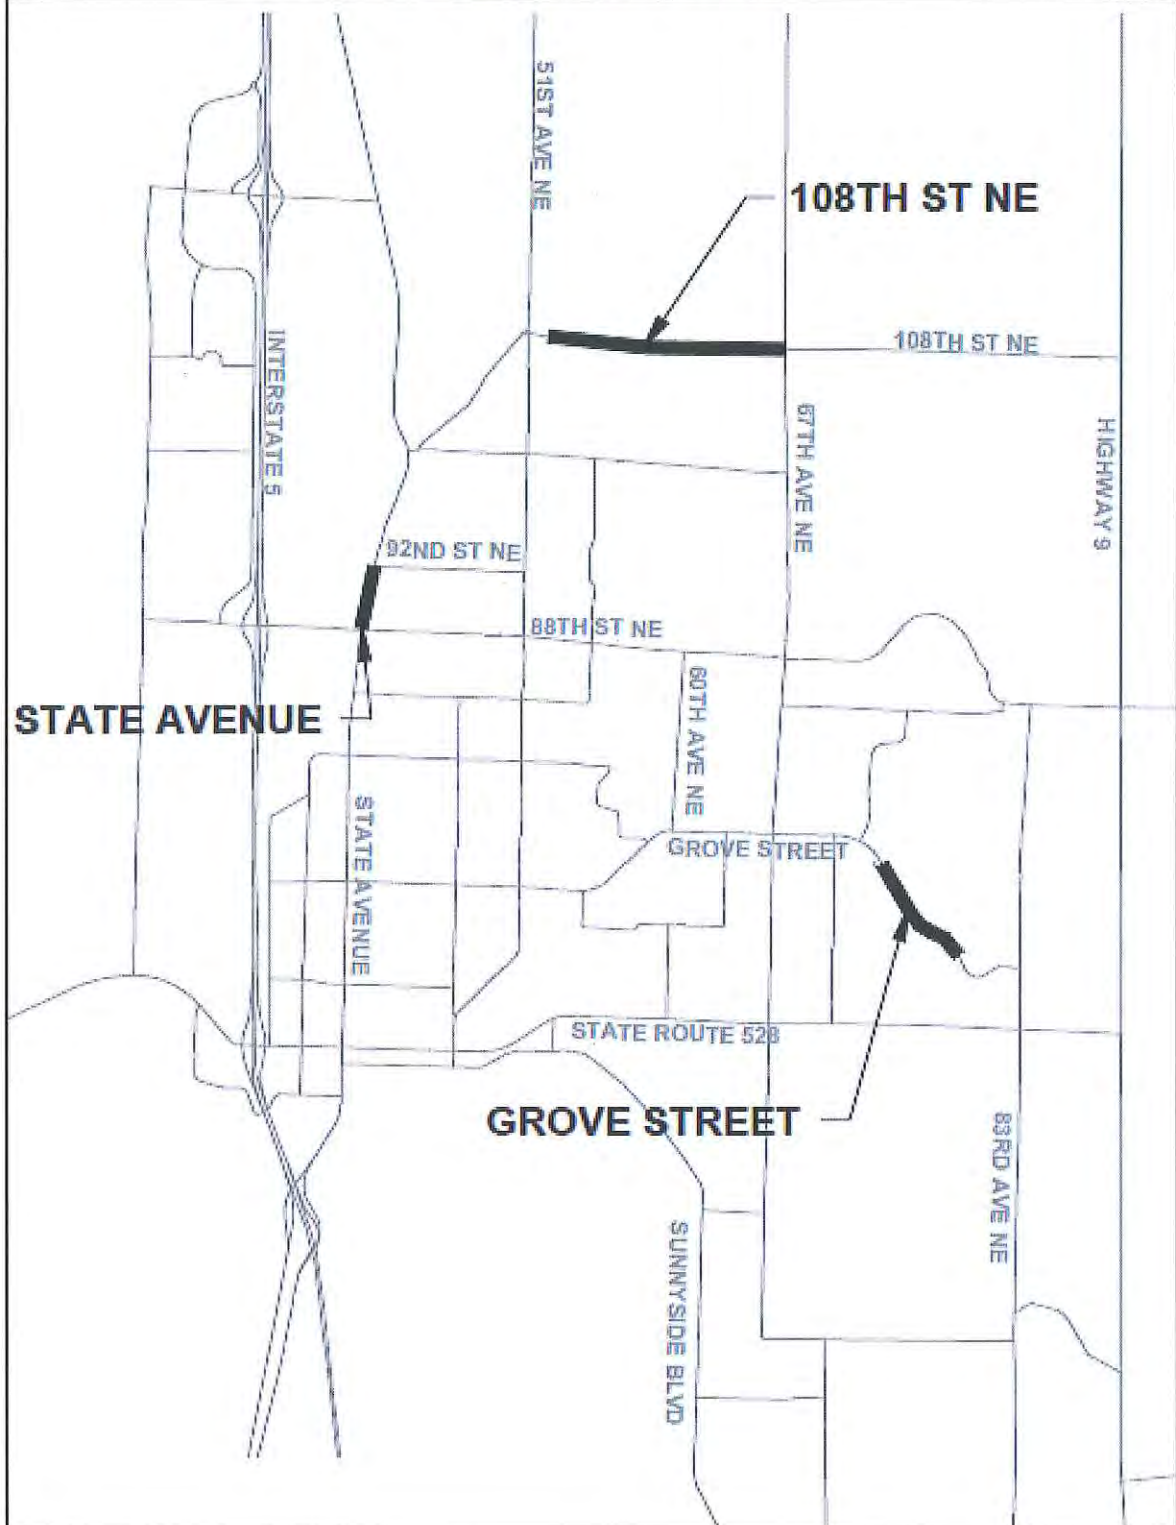 51ST AVE NE
108TH ST NE
INTERSTATE 5
108TH ST NE
67TH AVE NE
HIGHWAY 9
92ND ST NE
88TH ST NE
60TH AVE NE
STATE AVENUE
STATE AVENUE
GROVE STREET
STATE ROUTE 528
GROVE STREET
83RD AVE NE
SUNNYSIDE BLVD